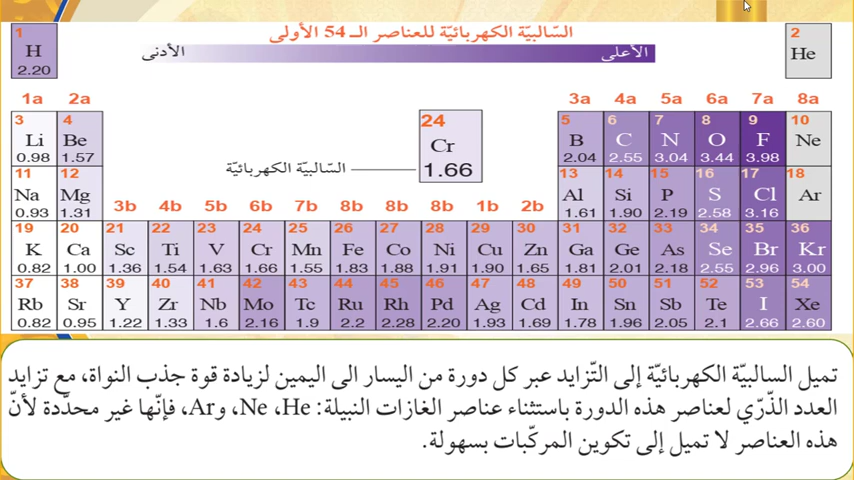 السّالبيّة الكهربائيّة للعناصر الـ 54 الأولى
الأدنى الأعلى
1 2
H He
2.20
1a 2a 3a 4a 5a 6a 7a 8a
3 4 24 5 6 7 8 9 10
Li Be Cr B C N O F Ne
0.98 1.57 1.66 2.04 2.55 3.04 3.44 3.98
السّالبيّة الكهربائيّة
11 12 13 14 15 16 17 18
Na Mg Al Si P S Cl Ar
0.93 1.31 1.61 1.90 2.19 2.58 3.16
3b 4b 5b 6b 7b 8b 8b 8b 1b 2b
19 20 21 22 23 24 25 26 27 28 29 30 31 32 33 34 35 36
K Ca Sc Ti V Cr Mn Fe Co Ni Cu Zn Ga Ge As Se Br Kr
0.82 1.00 1.36 1.54 1.63 1.66 1.55 1.83 1.88 1.91 1.90 1.65 1.81 2.01 2.18 2.55 2.96 3.00
37 38 39 40 41 42 43 44 45 46 47 48 49 50 51 52 53 54
Rb Sr Y Zr Nb Mo Tc Ru Rh Pd Ag Cd In Sn Sb Te I Xe
0.82 0.95 1.22 1.33 1.6 2.16 1.9 2.2 2.28 2.20 1.93 1.69 1.78 1.96 2.05 2.1 2.66 2.60
تميل السالبيّة الكهربائيّة إلى التّزايد عبر كل دورة من اليسار الى اليمين لزيادة قوة جذب النواة، مع تزايد
العدد الذّرّي لعناصر هذه الدورة باستثناء عناصر الغازات النبيلة: He، Ne، وAr، فإنّها غير محدّدة لأنّ
هذه العناصر لا تميل إلى تكوين المركّبات بسهولة.